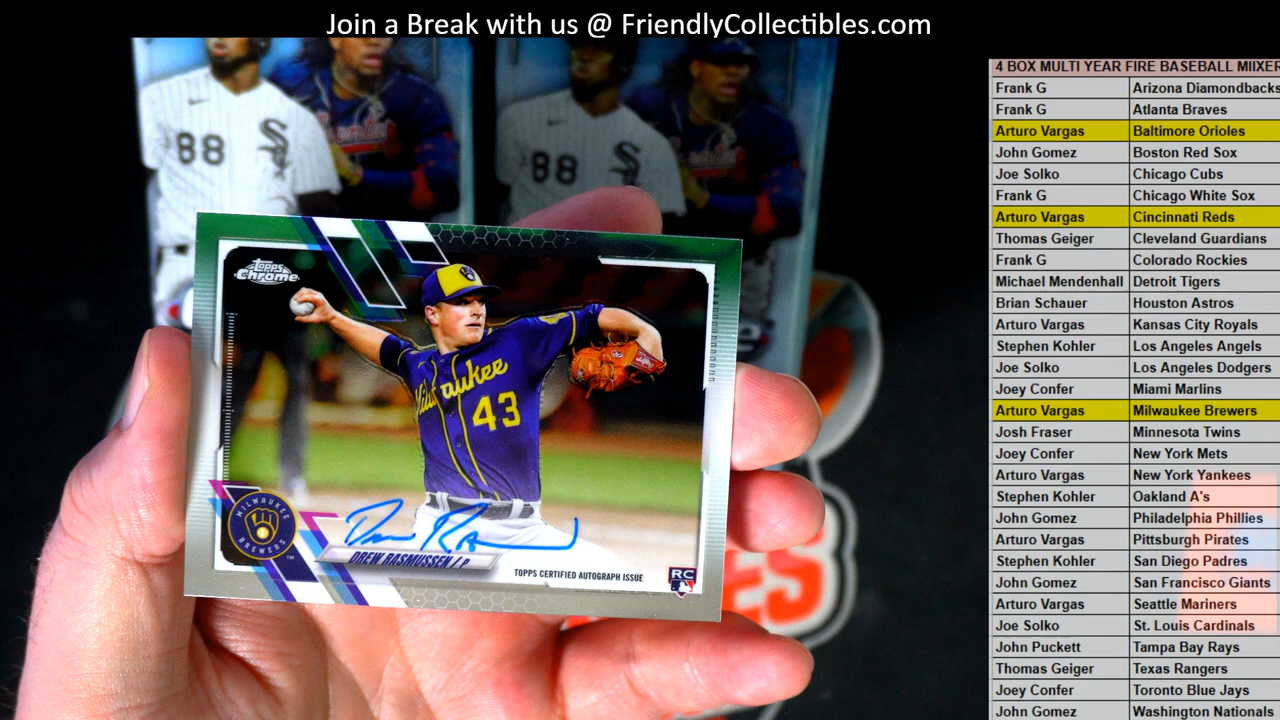 Join a Break with us @ FriendlyCollectibles.com
4 BOX MULTI YEAR FIRE BASEBALL MIIXER
Frank G Arizona Diamondbacks
Frank G Atlanta Braves
Arturo Vargas Baltimore Orioles
John Gomez Boston Red Sox
Joe Solko Chicago Cubs
Frank G Chicago White Sox
Arturo Vargas Cincinnati Reds
Thomas Geiger Cleveland Guardians
Frank G Colorado Rockies
Michael Mendenhall Detroit Tigers
Brian Schauer Houston Astros
Arturo Vargas Kansas City Royals
Stephen Kohler Los Angeles Angels
Joe Solko Los Angeles Dodgers
Joey Confer Miami Marlins
Arturo Vargas Milwaukee Brewers
Josh Fraser Minnesota Twins
Joey Confer New York Mets
Arturo Vargas New York Yankees
Stephen Kohler Oakland A's
John Gomez Philadelphia Phillies
Arturo Vargas Pittsburgh Pirates
Stephen Kohler San Diego Padres
John Gomez San Francisco Giants
Arturo Vargas Seattle Mariners
Joe Solko St. Louis Cardinals
John Puckett Tampa Bay Rays
Thomas Geiger Texas Rangers
Joey Confer Toronto Blue Jays
John Gomez Washington Nationals
88
88
Topps
Chrome
Milwaukee
43
MILWAUKEE
BREWERS
TM
DREW RASMUSSEN / P
TOPPS CERTIFIED AUTOGRAPH ISSUE
RC